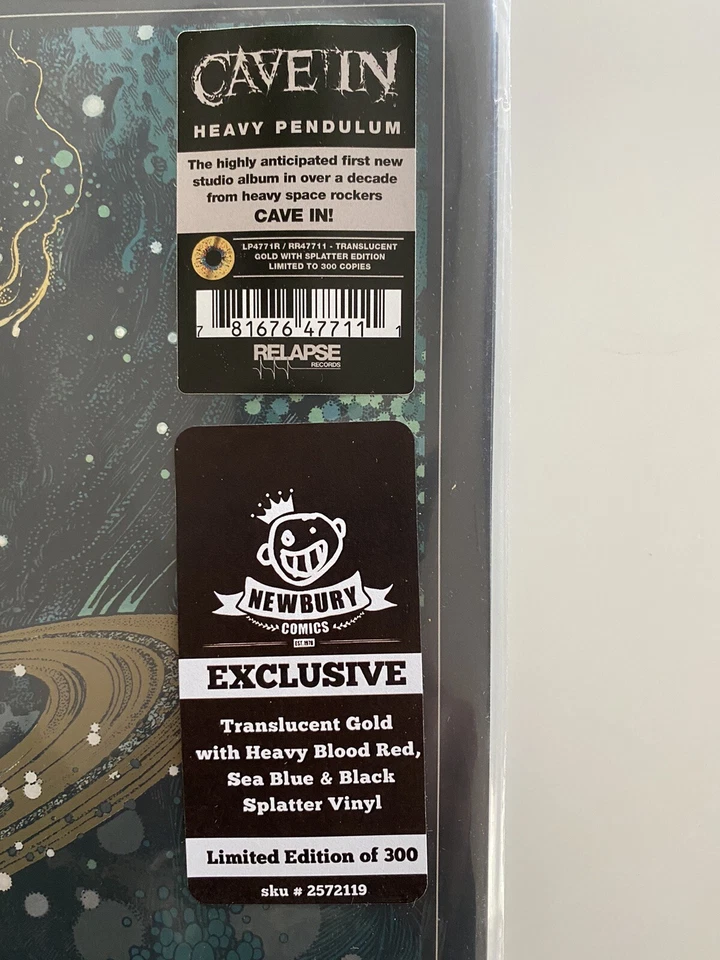 CAVE IN
HEAVY PENDULUM
The highly anticipated first new
studio album in over a decade
from heavy space rockers
CAVE IN!
LP4771R / RR47711 - TRANSLUCENT
GOLD WITH SPLATTER EDITION
LIMITED TO 300 COPIES
7 81676 47711 1
RELAPSE
RECORDS
NEWBURY
COMICS
EST. 1978
EXCLUSIVE
Translucent Gold
with Heavy Blood Red,
Sea Blue & Black
Splatter Vinyl
Limited Edition of 300
sku # 2572119